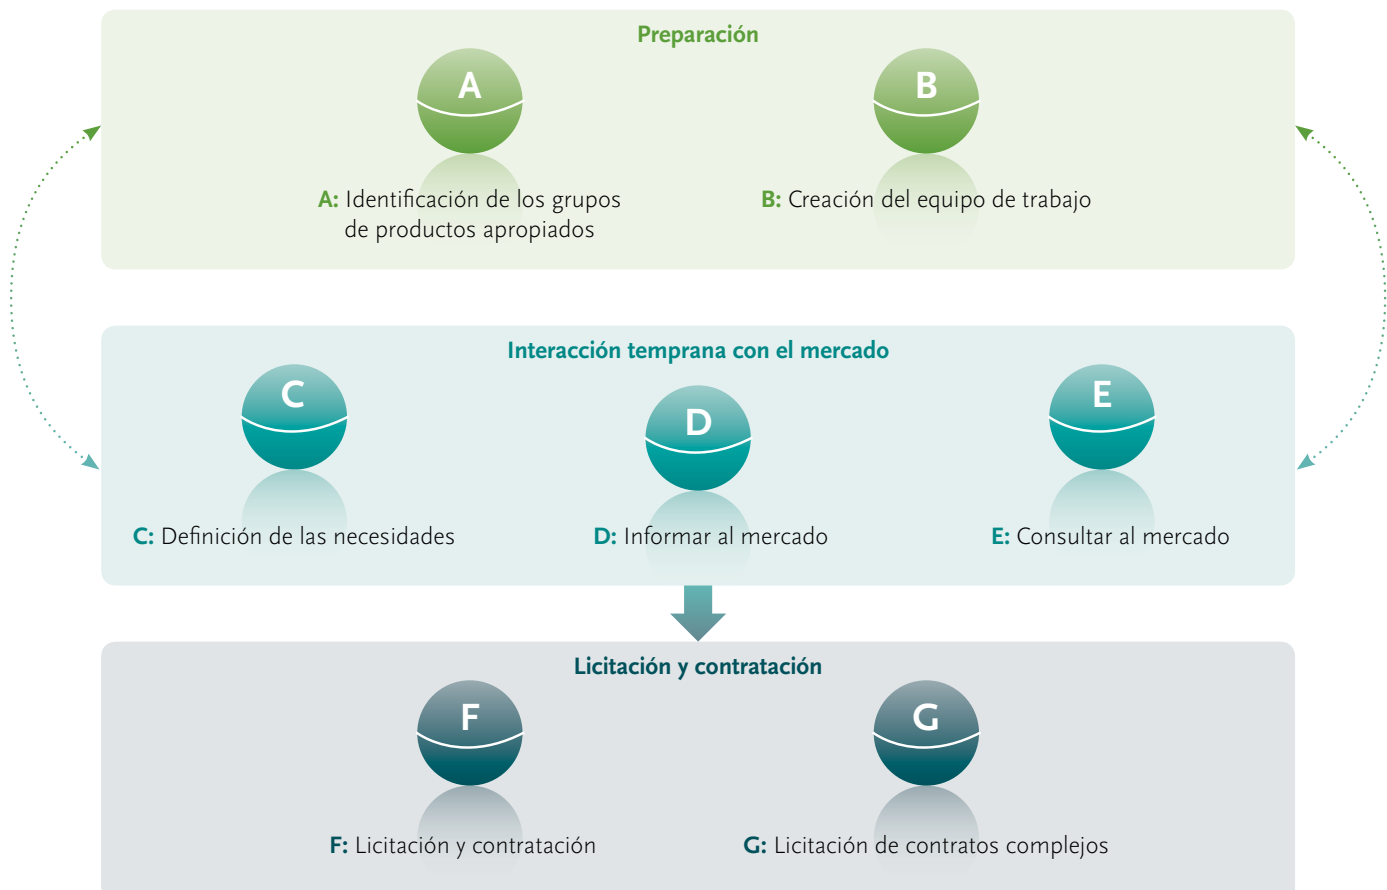 Preparación
A
B
A: Identificación de los grupos
de productos apropiados
B: Creación del equipo de trabajo
Interacción temprana con el mercado
C
D
E
C: Definición de las necesidades
D: Informar al mercado
E: Consultar al mercado
Licitación y contratación
F
G
F: Licitación y contratación
G: Licitación de contratos complejos